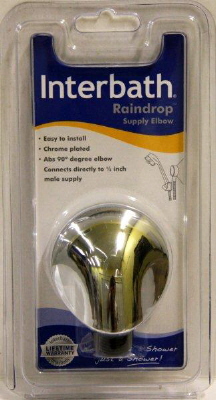 Interbath®
Raindrop
Supply Elbow
• Easy to install
• Chrome plated
• Abs 90° degree elbow
Connects directly to ½ inch
male supply
LIFETIME
WARRANTY
Shower
just a Shower!